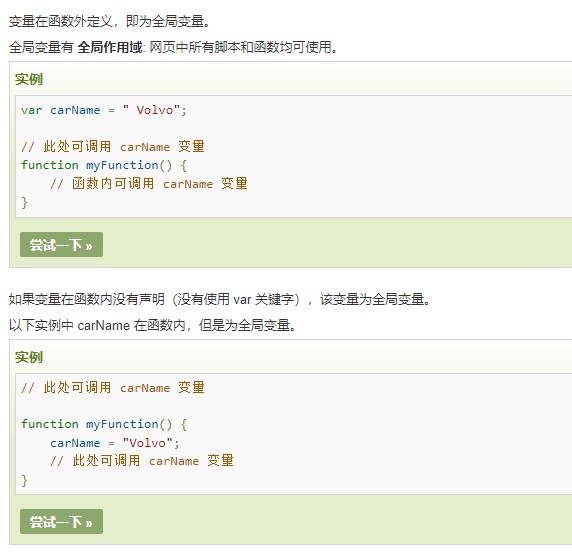 变量在函数外定义，即为全局变量。
全局变量有 全局作用域: 网页中所有脚本和函数均可使用。
实例
var carName = " Volvo";
// 此处可调用 carName 变量
function myFunction() {
    // 函数内可调用 carName 变量
}
尝试一下 »
如果变量在函数内没有声明（没有使用 var 关键字），该变量为全局变量。
以下实例中 carName 在函数内，但是为全局变量。
实例
// 此处可调用 carName 变量
function myFunction() {
    carName = "Volvo";
    // 此处可调用 carName 变量
}
尝试一下 »